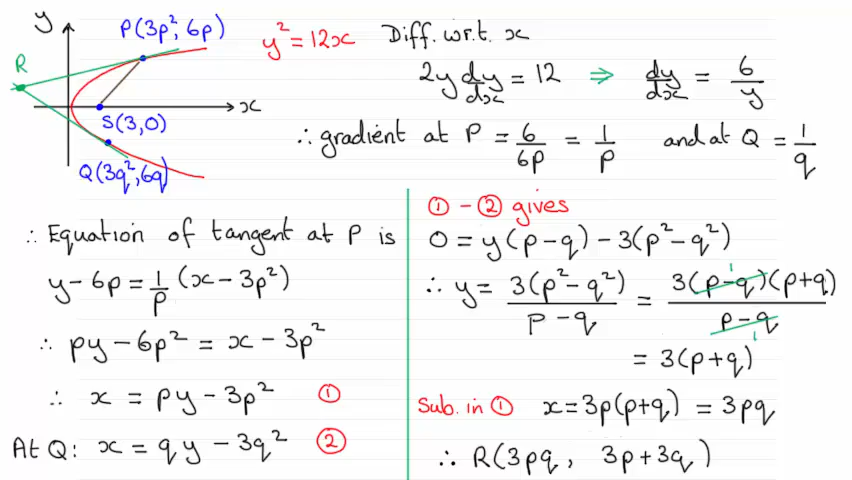 y
P(3p², 6p)
R
x
S(3,0)
Q(3q², 6q)
y² = 12x Diff. w.r.t. x
2y dy/dx = 12 ⇒ dy/dx = 6/y
∴ gradient at P = 6/6p = 1/p and at Q = 1/q
∴ Equation of tangent at P is
y - 6p = 1/p (x - 3p²)
∴ py - 6p² = x - 3p²
∴ x = py - 3p² ①
At Q: x = qy - 3q² ②
① - ② gives
0 = y(p - q) - 3(p² - q²)
∴ y = 3(p² - q²)/(p - q) = 3(p - q)¹(p + q)/(p - q)₁
= 3(p + q)
Sub. in ① x = 3p(p + q) = 3pq
∴ R(3pq, 3p + 3q)